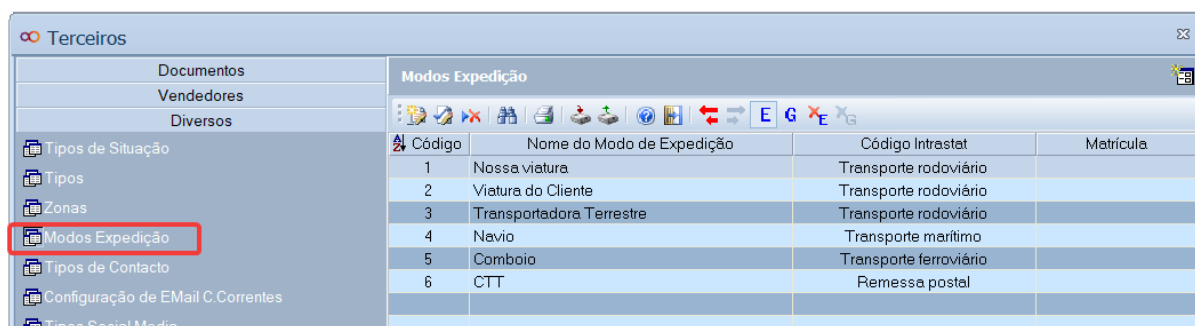 Terceiros
Documentos
Vendedores
Diversos
Tipos de Situação
Tipos
Zonas
Modos Expedição
Tipos de Contacto
Configuração de EMail C.Correntes
Tipos Social Media
Modos Expedição
E G E G
Código Nome do Modo de Expedição Código Intrastat Matrícula
1 Nossa viatura Transporte rodoviário
2 Viatura do Cliente Transporte rodoviário
3 Transportadora Terrestre Transporte rodoviário
4 Navio Transporte marítimo
5 Comboio Transporte ferroviário
6 CTT Remessa postal